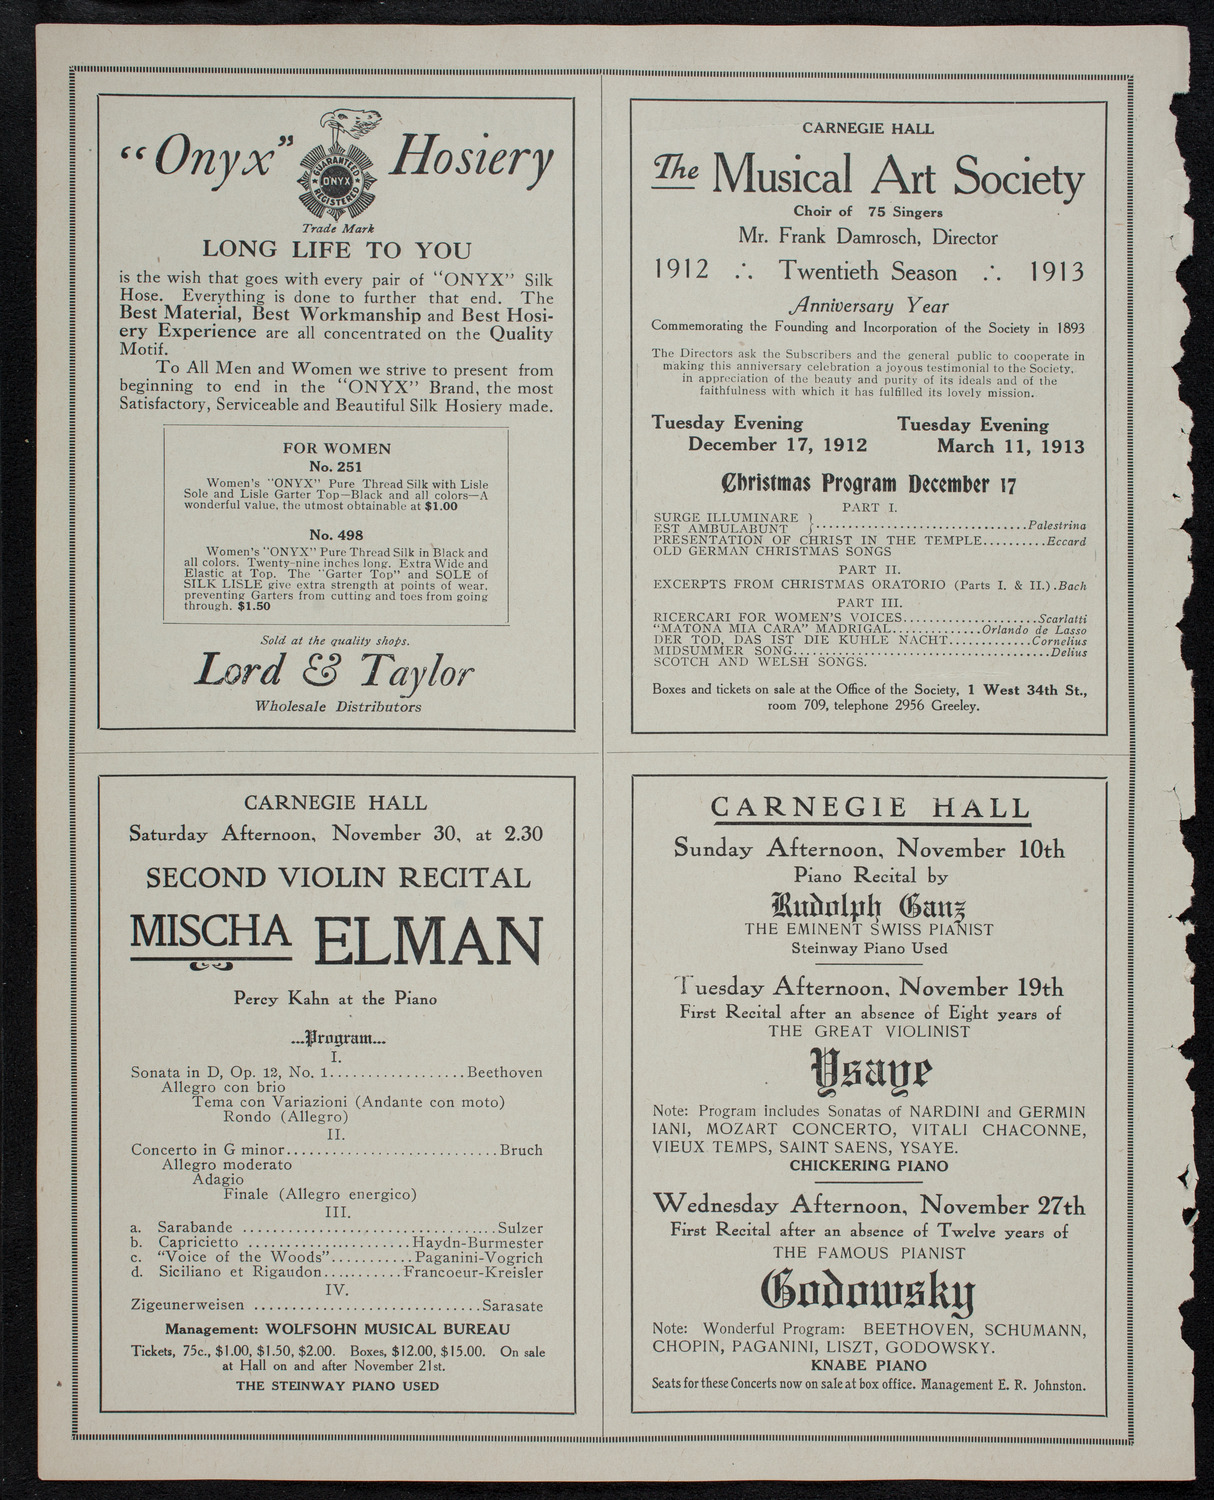 "Onyx" Hosiery
GUARANTEED
ONYX
REGISTERED
Trade Mark
LONG LIFE TO YOU
is the wish that goes with every pair of "ONYX" Silk
Hose. Everything is done to further that end. The
Best Material, Best Workmanship and Best Hosi-
ery Experience are all concentrated on the Quality
Motif.
To All Men and Women we strive to present from
beginning to end in the "ONYX" Brand, the most
Satisfactory, Serviceable and Beautiful Silk Hosiery made.
FOR WOMEN
No. 251
Women's "ONYX" Pure Thread Silk with Lisle
Sole and Lisle Garter Top—Black and all colors—A
wonderful value, the utmost obtainable at $1.00
No. 498
Women's "ONYX" Pure Thread Silk in Black and
all colors. Twenty-nine inches long. Extra Wide and
Elastic at Top. The "Garter Top" and SOLE of
SILK LISLE give extra strength at points of wear,
preventing Garters from cutting and toes from going
through. $1.50
Sold at the quality shops.
Lord & Taylor
Wholesale Distributors
CARNEGIE HALL
The Musical Art Society
Choir of 75 Singers
Mr. Frank Damrosch, Director
1912 ∴ Twentieth Season ∴ 1913
Anniversary Year
Commemorating the Founding and Incorporation of the Society in 1893
The Directors ask the Subscribers and the general public to cooperate in
making this anniversary celebration a joyous testimonial to the Society,
in appreciation of the beauty and purity of its ideals and of the
faithfulness with which it has fulfilled its lovely mission.
Tuesday Evening Tuesday Evening
December 17, 1912 March 11, 1913
Christmas Program December 17
PART I.
SURGE ILLUMINARE }
EST AMBULABUNT }..............................Palestrina
PRESENTATION OF CHRIST IN THE TEMPLE..........Eccard
OLD GERMAN CHRISTMAS SONGS
PART II.
EXCERPTS FROM CHRISTMAS ORATORIO (Parts I. & II.).Bach
PART III.
RICERCARI FOR WOMEN'S VOICES.....................Scarlatti
"MATONA MIA CARA" MADRIGAL..............Orlando de Lasso
DER TOD, DAS IST DIE KUHLE NACHT............Cornelius
MIDSUMMER SONG.......................................Delius
SCOTCH AND WELSH SONGS.
Boxes and tickets on sale at the Office of the Society, 1 West 34th St.,
room 709, telephone 2956 Greeley.
CARNEGIE HALL
Saturday Afternoon, November 30, at 2.30
SECOND VIOLIN RECITAL
MISCHA ELMAN
Percy Kahn at the Piano
...Program...
I.
Sonata in D, Op. 12, No. 1.................Beethoven
Allegro con brio
Tema con Variazioni (Andante con moto)
Rondo (Allegro)
II.
Concerto in G minor..........................Bruch
Allegro moderato
Adagio
Finale (Allegro energico)
III.
a. Sarabande ................................Sulzer
b. Capricietto .....................Haydn-Burmester
c. "Voice of the Woods"...........Paganini-Vogrich
d. Siciliano et Rigaudon..........Francoeur-Kreisler
IV.
Zigeunerweisen .............................Sarasate
Management: WOLFSOHN MUSICAL BUREAU
Tickets, 75c., $1.00, $1.50, $2.00. Boxes, $12.00, $15.00. On sale
at Hall on and after November 21st.
THE STEINWAY PIANO USED
CARNEGIE HALL
Sunday Afternoon, November 10th
Piano Recital by
Rudolph Ganz
THE EMINENT SWISS PIANIST
Steinway Piano Used
Tuesday Afternoon, November 19th
First Recital after an absence of Eight years of
THE GREAT VIOLINIST
Ysaye
Note: Program includes Sonatas of NARDINI and GERMIN
IANI, MOZART CONCERTO, VITALI CHACONNE,
VIEUX TEMPS, SAINT SAENS, YSAYE.
CHICKERING PIANO
Wednesday Afternoon, November 27th
First Recital after an absence of Twelve years of
THE FAMOUS PIANIST
Godowsky
Note: Wonderful Program: BEETHOVEN, SCHUMANN,
CHOPIN, PAGANINI, LISZT, GODOWSKY.
KNABE PIANO
Seats for these Concerts now on sale at box office. Management E. R. Johnston.